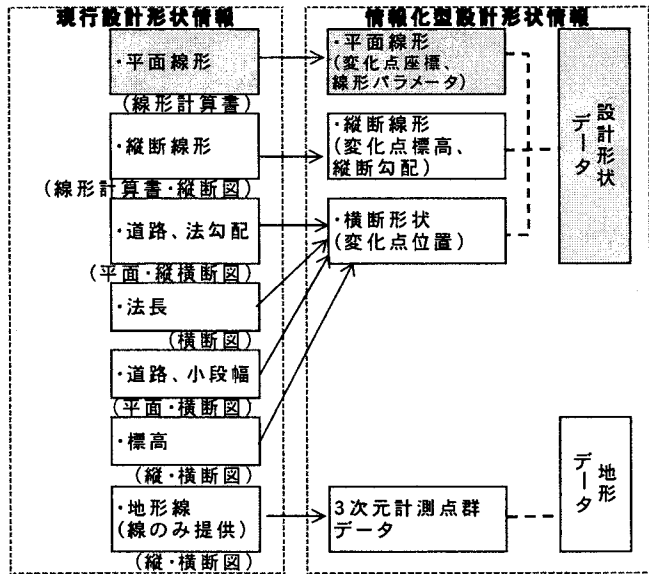 現行設計形状情報
・平面線形
(線形計算書)
・縦断線形
(線形計算書・縦断図)
・道路、法勾配
(平面・縦横断図)
・法長
(横断図)
・道路、小段幅
(平面・横断図)
・標高
(縦・横断図)
・地形線
(線のみ提供)
(縦・横断図)
情報化型設計形状情報
・平面線形
(変化点座標、
線形パラメータ)
・縦断線形
(変化点標高、
縦断勾配)
・横断形状
(変化点位置)
3次元計測点群
データ
設計形状
データ
地形
データ